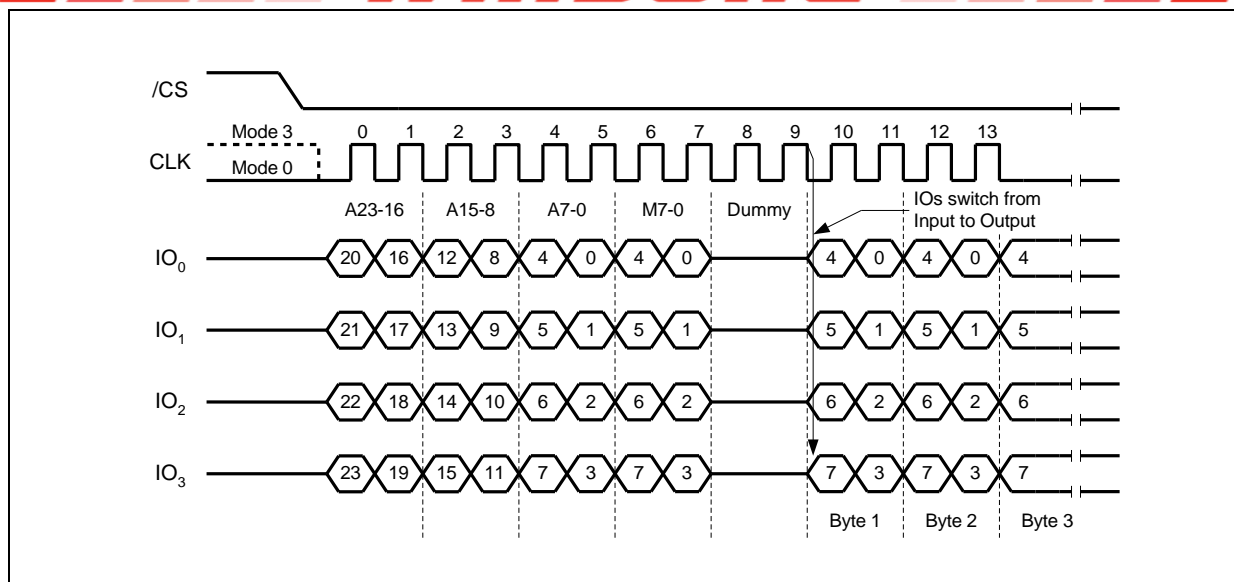 /CS
Mode 3 0 1 2 3 4 5 6 7 8 9 10 11 12 13
CLK
Mode 0
A23-16 A15-8 A7-0 M7-0 Dummy
IOs switch from
Input to Output
IO0 20 16 12 8 4 0 4 0 4 0 4 0 4
IO1 21 17 13 9 5 1 5 1 5 1 5 1 5
IO2 22 18 14 10 6 2 6 2 6 2 6 2 6
IO3 23 19 15 11 7 3 7 3 7 3 7 3 7
Byte 1 Byte 2 Byte 3